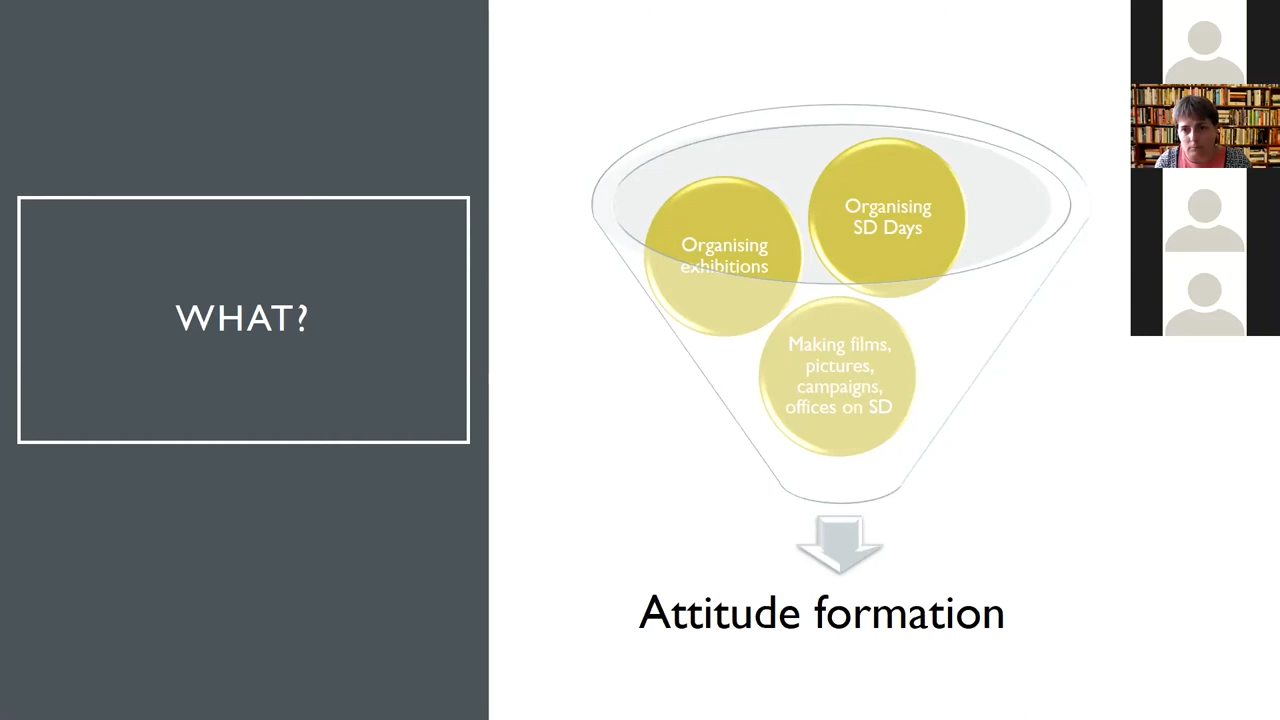 WHAT?
Organising
SD Days
Organising
exhibitions
Making films,
pictures,
campaigns,
offices on SD
Attitude formation